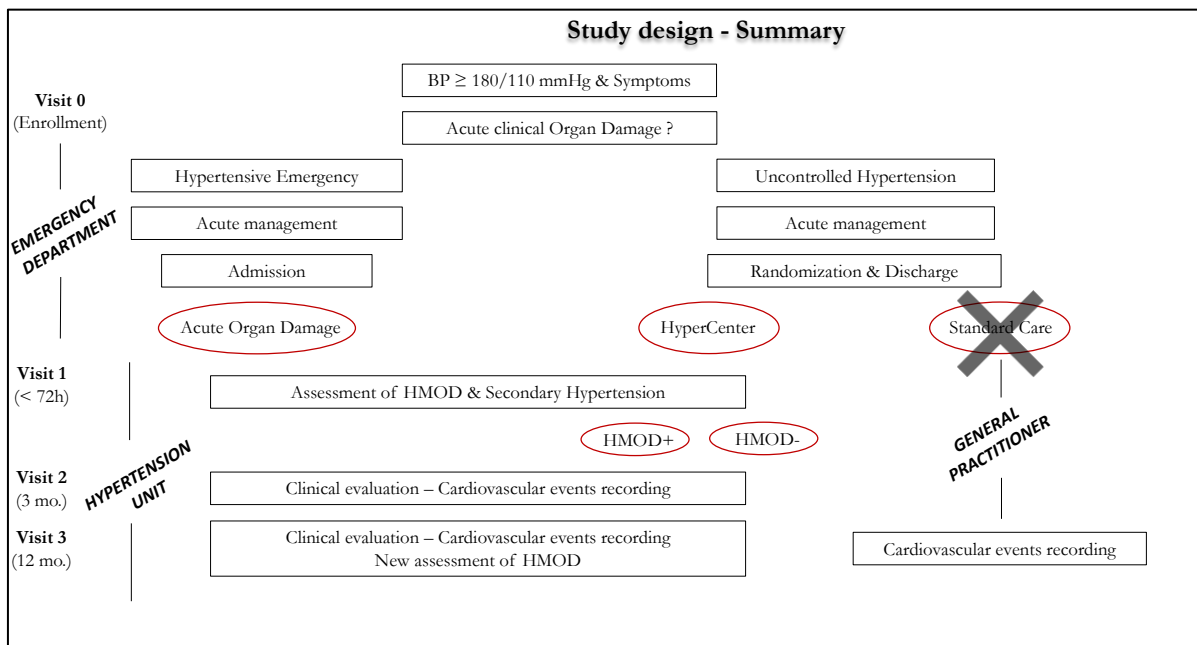 Study design - Summary
BP ≥ 180/110 mmHg & Symptoms
Visit 0
(Enrollment)
Acute clinical Organ Damage ?
Hypertensive Emergency
Uncontrolled Hypertension
EMERGENCY
DEPARTMENT
Acute management
Acute management
Admission
Randomization & Discharge
Acute Organ Damage
HyperCenter
Standard Care
Visit 1
(< 72h)
Assessment of HMOD & Secondary Hypertension
HMOD+
HMOD-
GENERAL
PRACTITIONER
HYPERTENSION
UNIT
Visit 2
(3 mo.)
Clinical evaluation – Cardiovascular events recording
Visit 3
(12 mo.)
Clinical evaluation – Cardiovascular events recording
New assessment of HMOD
Cardiovascular events recording